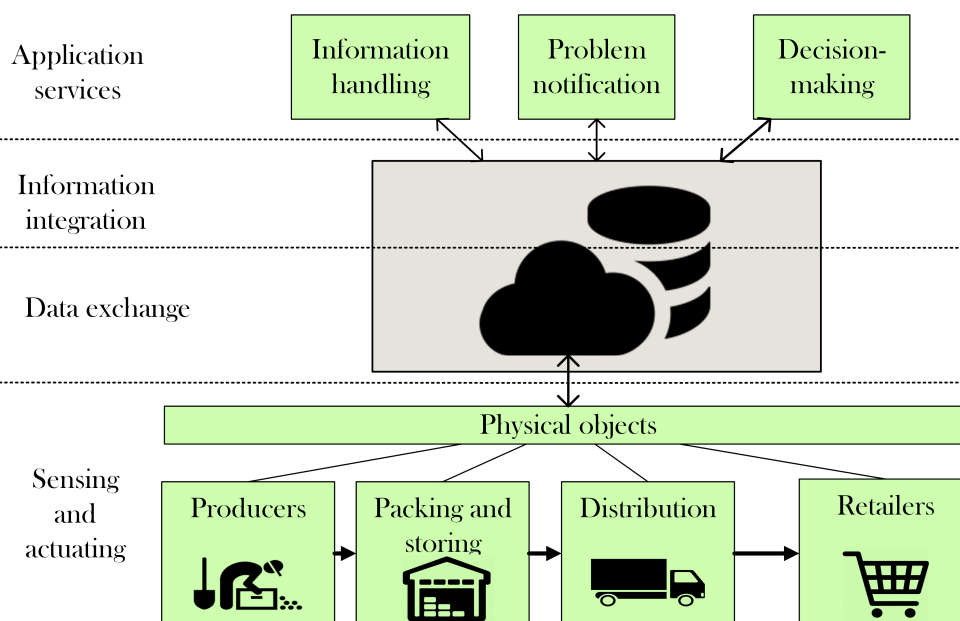 Application
services
Information
handling
Problem
notification
Decision-
making
Information
integration
Data exchange
Physical objects
Sensing
and
actuating
Producers
Packing and
storing
Distribution
Retailers